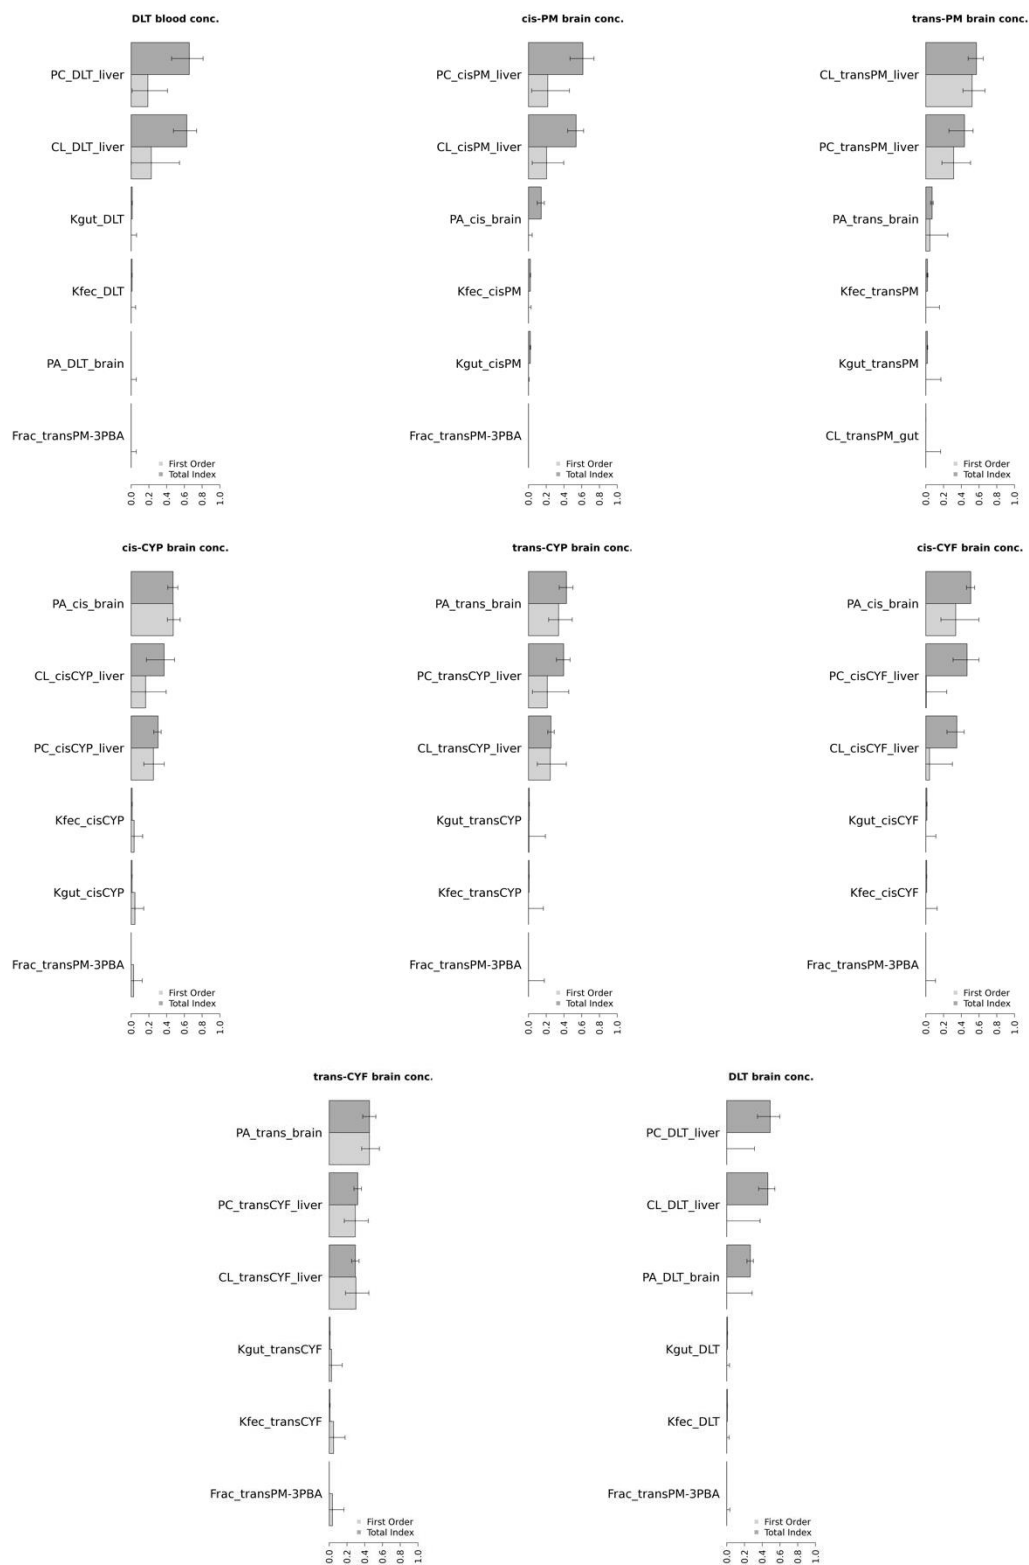 DLT blood conc.
PC_DLT_liver
CL_DLT_liver
Kgut_DLT
Kfec_DLT
PA_DLT_brain
Frac_transPM-3PBA
First Order
Total Index
0.0 0.2 0.4 0.6 0.8 1.0
cis-PM brain conc.
PC_cisPM_liver
CL_cisPM_liver
PA_cis_brain
Kfec_cisPM
Kgut_cisPM
Frac_transPM-3PBA
First Order
Total Index
0.0 0.2 0.4 0.6 0.8 1.0
trans-PM brain conc.
CL_transPM_liver
PC_transPM_liver
PA_trans_brain
Kfec_transPM
Kgut_transPM
CL_transPM_gut
First Order
Total Index
0.0 0.2 0.4 0.6 0.8 1.0
cis-CYP brain conc.
PA_cis_brain
CL_cisCYP_liver
PC_cisCYP_liver
Kfec_cisCYP
Kgut_cisCYP
Frac_transPM-3PBA
First Order
Total Index
0.0 0.2 0.4 0.6 0.8 1.0
trans-CYP brain conc.
PA_trans_brain
PC_transCYP_liver
CL_transCYP_liver
Kgut_transCYP
Kfec_transCYP
Frac_transPM-3PBA
First Order
Total Index
0.0 0.2 0.4 0.6 0.8 1.0
cis-CYF brain conc.
PA_cis_brain
PC_cisCYF_liver
CL_cisCYF_liver
Kgut_cisCYF
Kfec_cisCYF
Frac_transPM-3PBA
First Order
Total Index
0.0 0.2 0.4 0.6 0.8 1.0
trans-CYF brain conc.
PA_trans_brain
PC_transCYF_liver
CL_transCYF_liver
Kgut_transCYF
Kfec_transCYF
Frac_transPM-3PBA
First Order
Total Index
0.0 0.2 0.4 0.6 0.8 1.0
DLT brain conc.
PC_DLT_liver
CL_DLT_liver
PA_DLT_brain
Kgut_DLT
Kfec_DLT
Frac_transPM-3PBA
First Order
Total Index
0.0 0.2 0.4 0.6 0.8 1.0